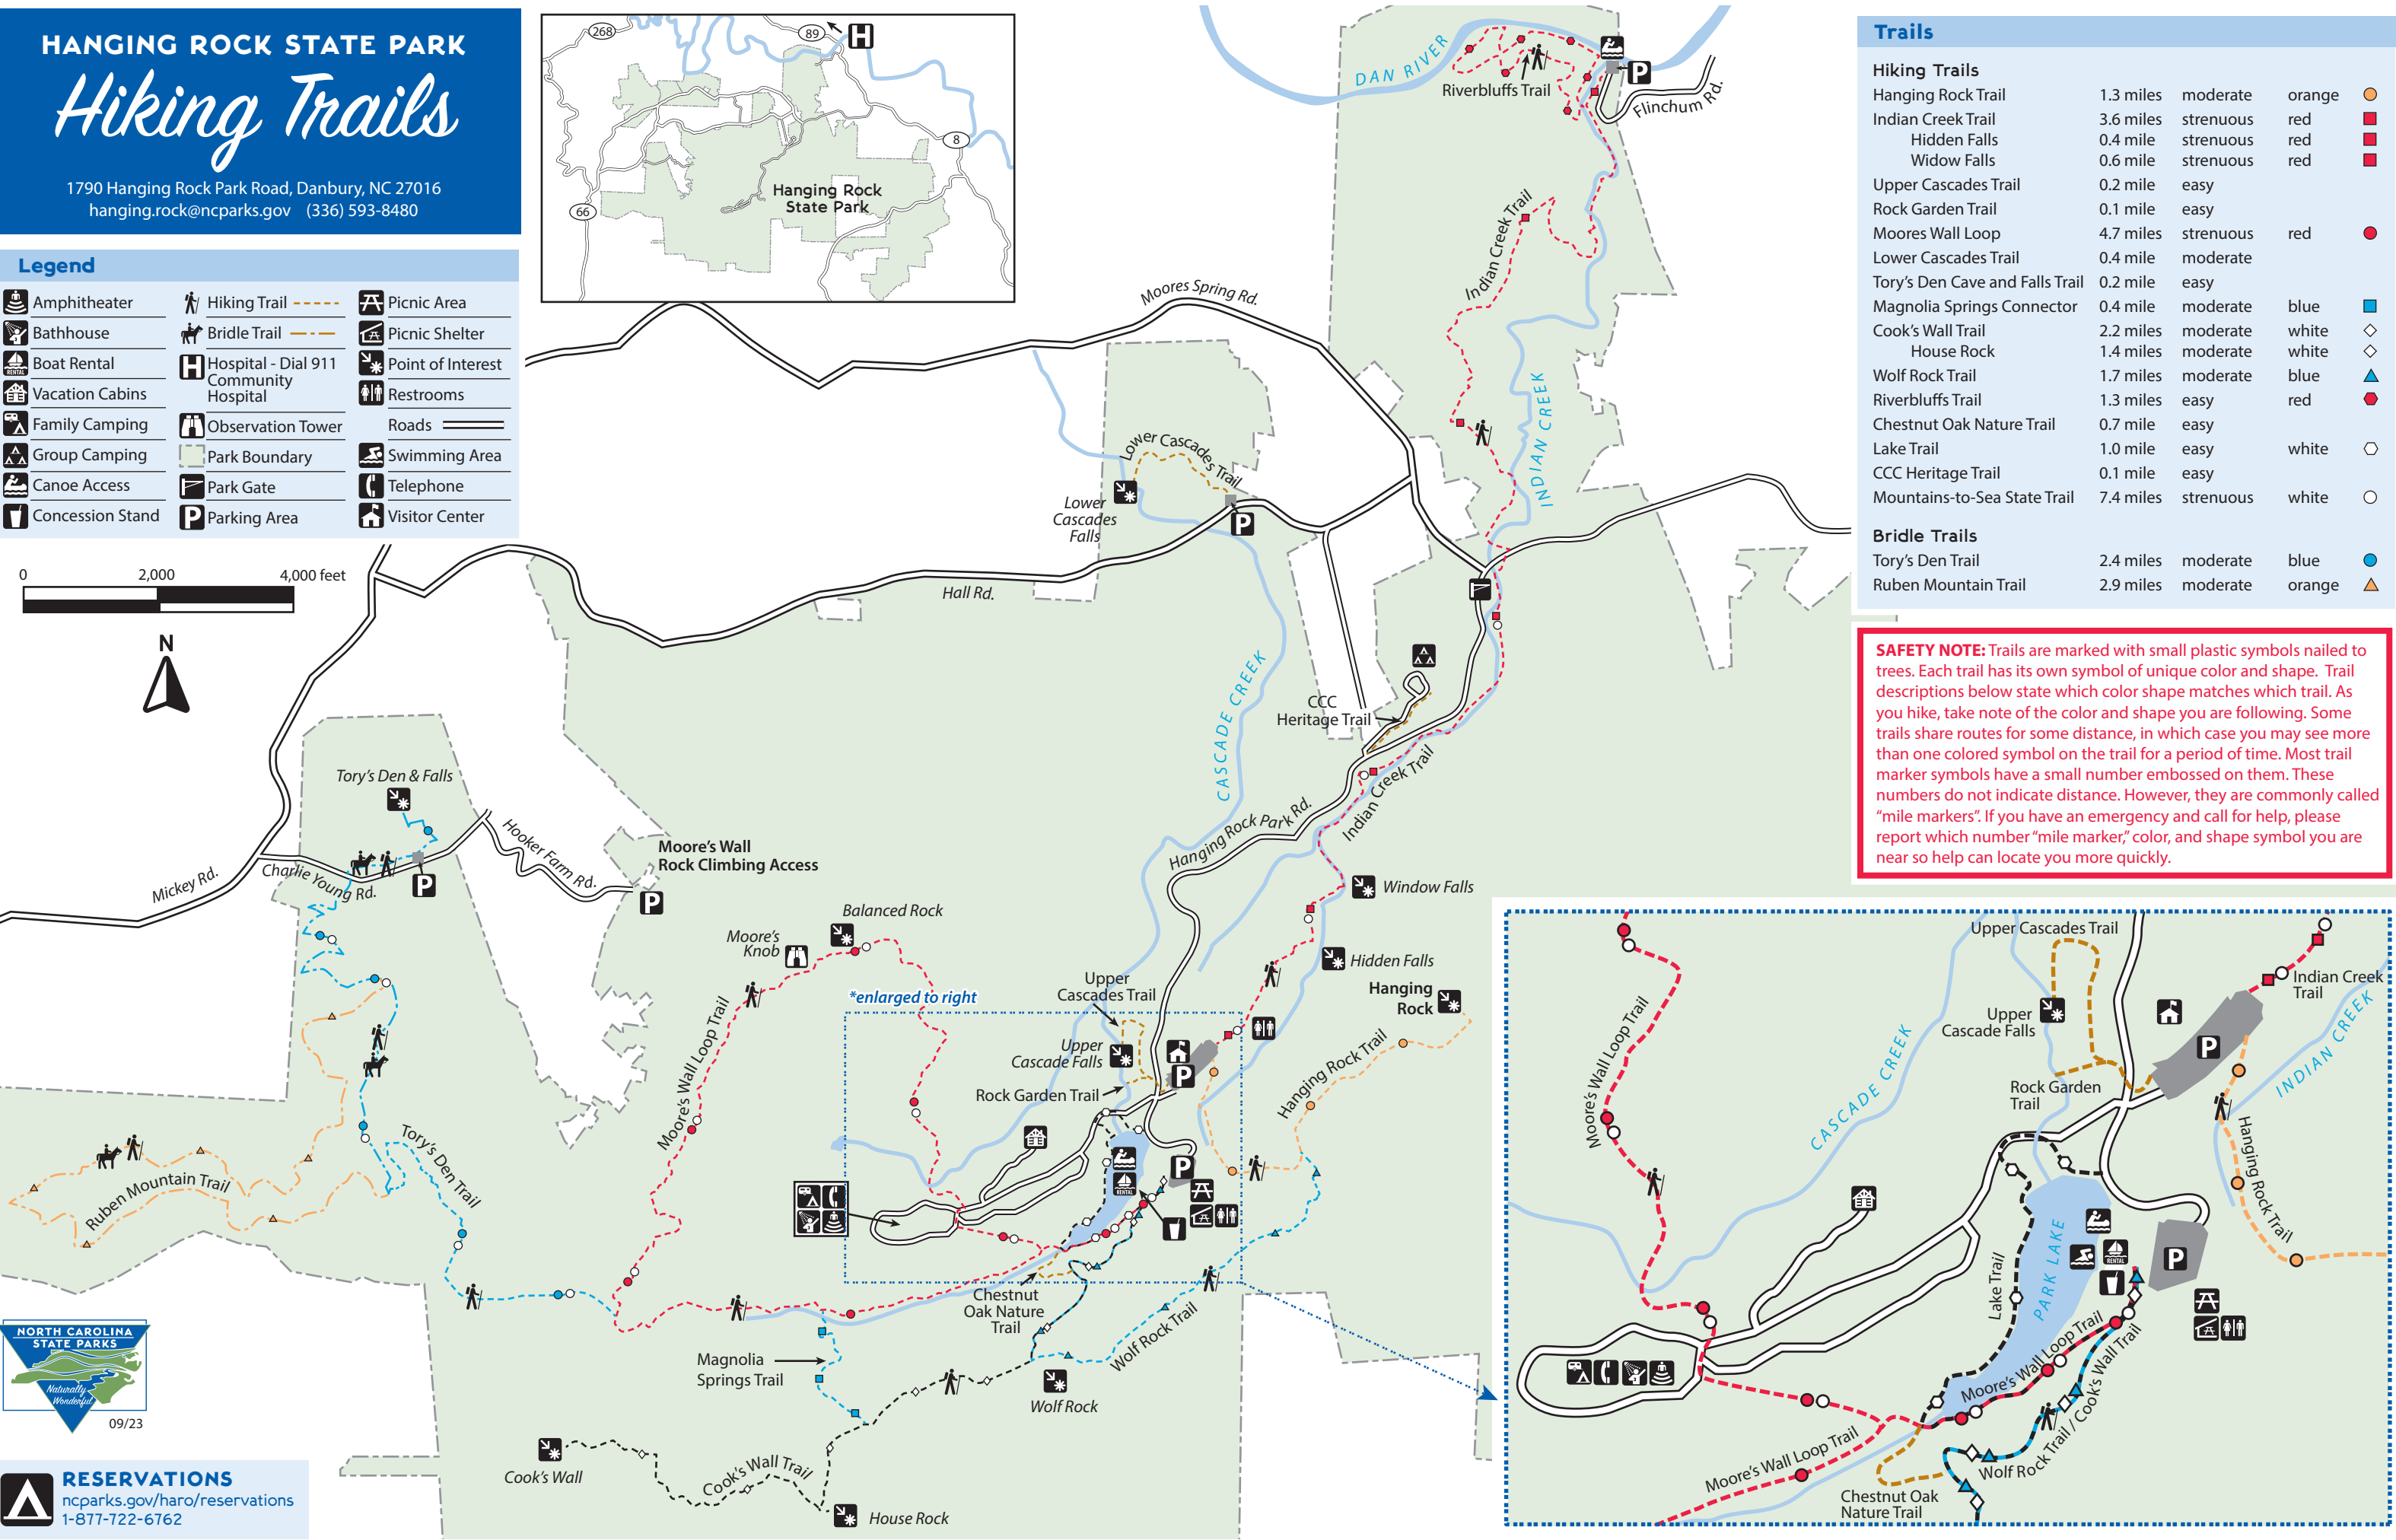 HANGING ROCK STATE PARK
Hiking Trails
1790 Hanging Rock Park Road, Danbury, NC 27016
hanging.rock@ncparks.gov (336) 593-8480
Legend
Amphitheater
Bathhouse
Boat Rental
Vacation Cabins
Family Camping
Group Camping
Canoe Access
Concession Stand
Hiking Trail
Bridle Trail
Hospital - Dial 911
Community
Hospital
Observation Tower
Park Boundary
Park Gate
Parking Area
Picnic Area
Picnic Shelter
Point of Interest
Restrooms
Roads
Swimming Area
Telephone
Visitor Center
0 2,000 4,000 feet
N
268
89
H
8
66
Hanging Rock
State Park
DAN RIVER
Riverbluffs Trail
P
Flinchum Rd.
Indian Creek Trail
INDIAN CREEK
Moores Spring Rd.
Lower Cascades Trail
Lower
Cascades
Falls
P
Hall Rd.
CASCADE CREEK
CCC
Heritage Trail
Indian Creek Trail
Hanging Rock Park Rd.
Window Falls
Hidden Falls
Hanging
Rock
Hanging Rock Trail
Tory's Den & Falls
Hooker Farm Rd.
Charlie Young Rd.
Mickey Rd.
P
Moore's Wall
Rock Climbing Access
P
Balanced Rock
Moore's
Knob
*enlarged to right
Upper
Cascades Trail
Upper
Cascade Falls
Rock Garden Trail
P
P
RENTAL
Moore's Wall Loop Trail
Tory's Den Trail
Ruben Mountain Trail
Chestnut
Oak Nature
Trail
Magnolia
Springs Trail
Wolf Rock Trail
Wolf Rock
Cook's Wall
Cook's Wall Trail
House Rock
NORTH CAROLINA
STATE PARKS
Naturally
Wonderful
09/23
RESERVATIONS
ncparks.gov/haro/reservations
1-877-722-6762
Trails
Hiking Trails
Hanging Rock Trail 1.3 miles moderate orange
Indian Creek Trail 3.6 miles strenuous red
Hidden Falls 0.4 mile strenuous red
Widow Falls 0.6 mile strenuous red
Upper Cascades Trail 0.2 mile easy
Rock Garden Trail 0.1 mile easy
Moores Wall Loop 4.7 miles strenuous red
Lower Cascades Trail 0.4 mile moderate
Tory's Den Cave and Falls Trail 0.2 mile easy
Magnolia Springs Connector 0.4 mile moderate blue
Cook's Wall Trail 2.2 miles moderate white
House Rock 1.4 miles moderate white
Wolf Rock Trail 1.7 miles moderate blue
Riverbluffs Trail 1.3 miles easy red
Chestnut Oak Nature Trail 0.7 mile easy
Lake Trail 1.0 mile easy white
CCC Heritage Trail 0.1 mile easy
Mountains-to-Sea State Trail 7.4 miles strenuous white
Bridle Trails
Tory's Den Trail 2.4 miles moderate blue
Ruben Mountain Trail 2.9 miles moderate orange
SAFETY NOTE: Trails are marked with small plastic symbols nailed to
trees. Each trail has its own symbol of unique color and shape. Trail
descriptions below state which color shape matches which trail. As
you hike, take note of the color and shape you are following. Some
trails share routes for some distance, in which case you may see more
than one colored symbol on the trail for a period of time. Most trail
marker symbols have a small number embossed on them. These
numbers do not indicate distance. However, they are commonly called
“mile markers”. If you have an emergency and call for help, please
report which number “mile marker,” color, and shape symbol you are
near so help can locate you more quickly.
Upper Cascades Trail
Indian Creek
Trail
INDIAN CREEK
Upper
Cascade Falls
P
CASCADE CREEK
Rock Garden
Trail
Moore's Wall Loop Trail
Hanging Rock Trail
Lake Trail
PARK LAKE
RENTAL
P
Moore's Wall Loop Trail
Wolf Rock Trail / Cook's Wall Trail
Moore's Wall Loop Trail
Chestnut Oak
Nature Trail